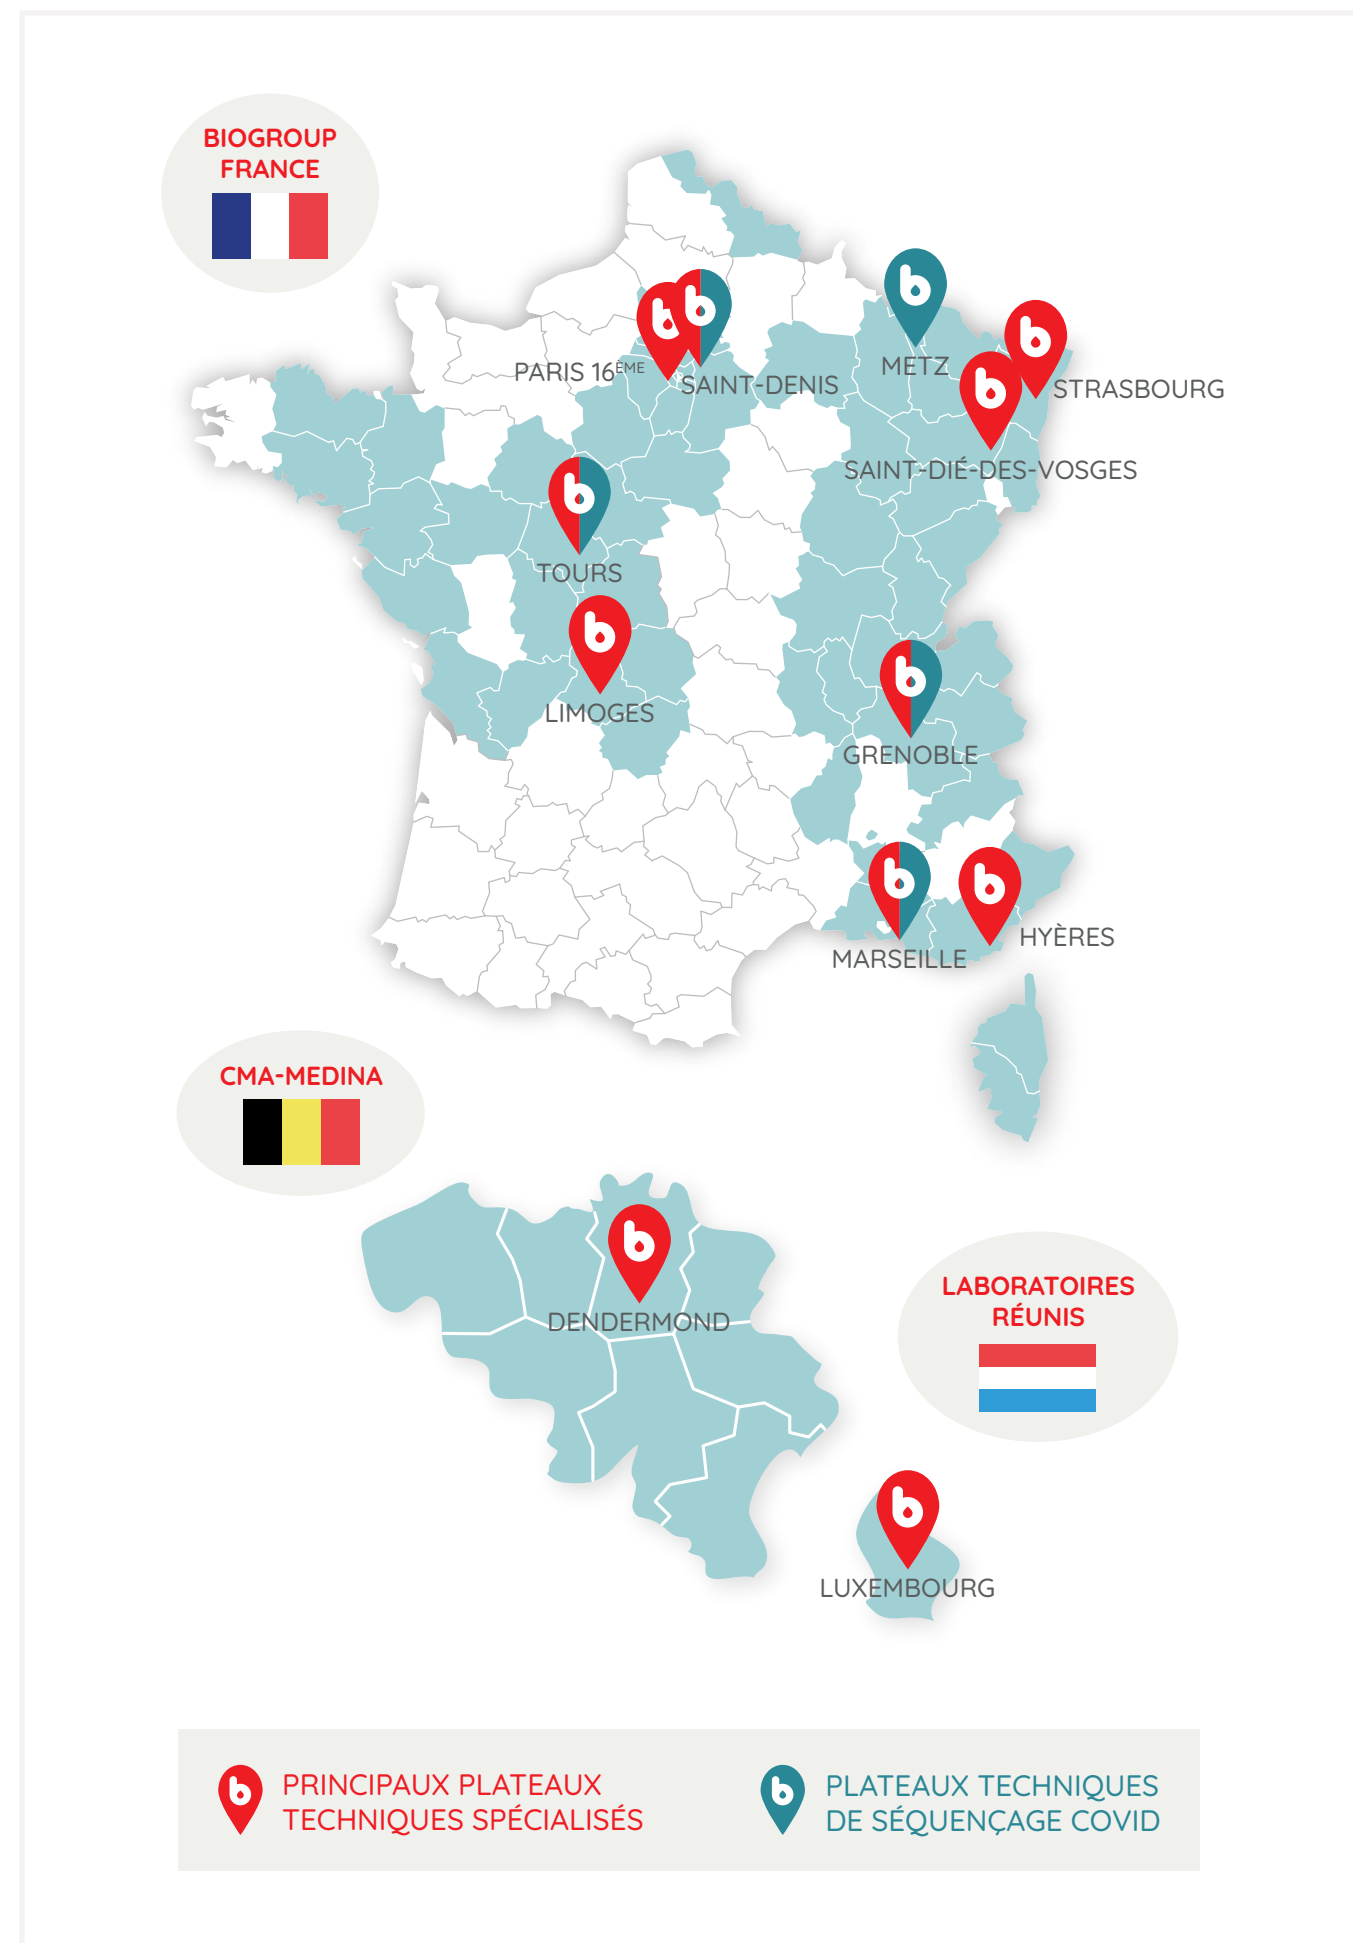 BIOGROUP
FRANCE
PARIS 16ÈME
SAINT-DENIS
METZ
STRASBOURG
SAINT-DIÉ-DES-VOSGES
TOURS
LIMOGES
GRENOBLE
MARSEILLE
HYÈRES
CMA-MEDINA
DENDERMOND
LABORATOIRES
RÉUNIS
LUXEMBOURG
PRINCIPAUX PLATEAUX
TECHNIQUES SPÉCIALISÉS
PLATEAUX TECHNIQUES
DE SÉQUENÇAGE COVID